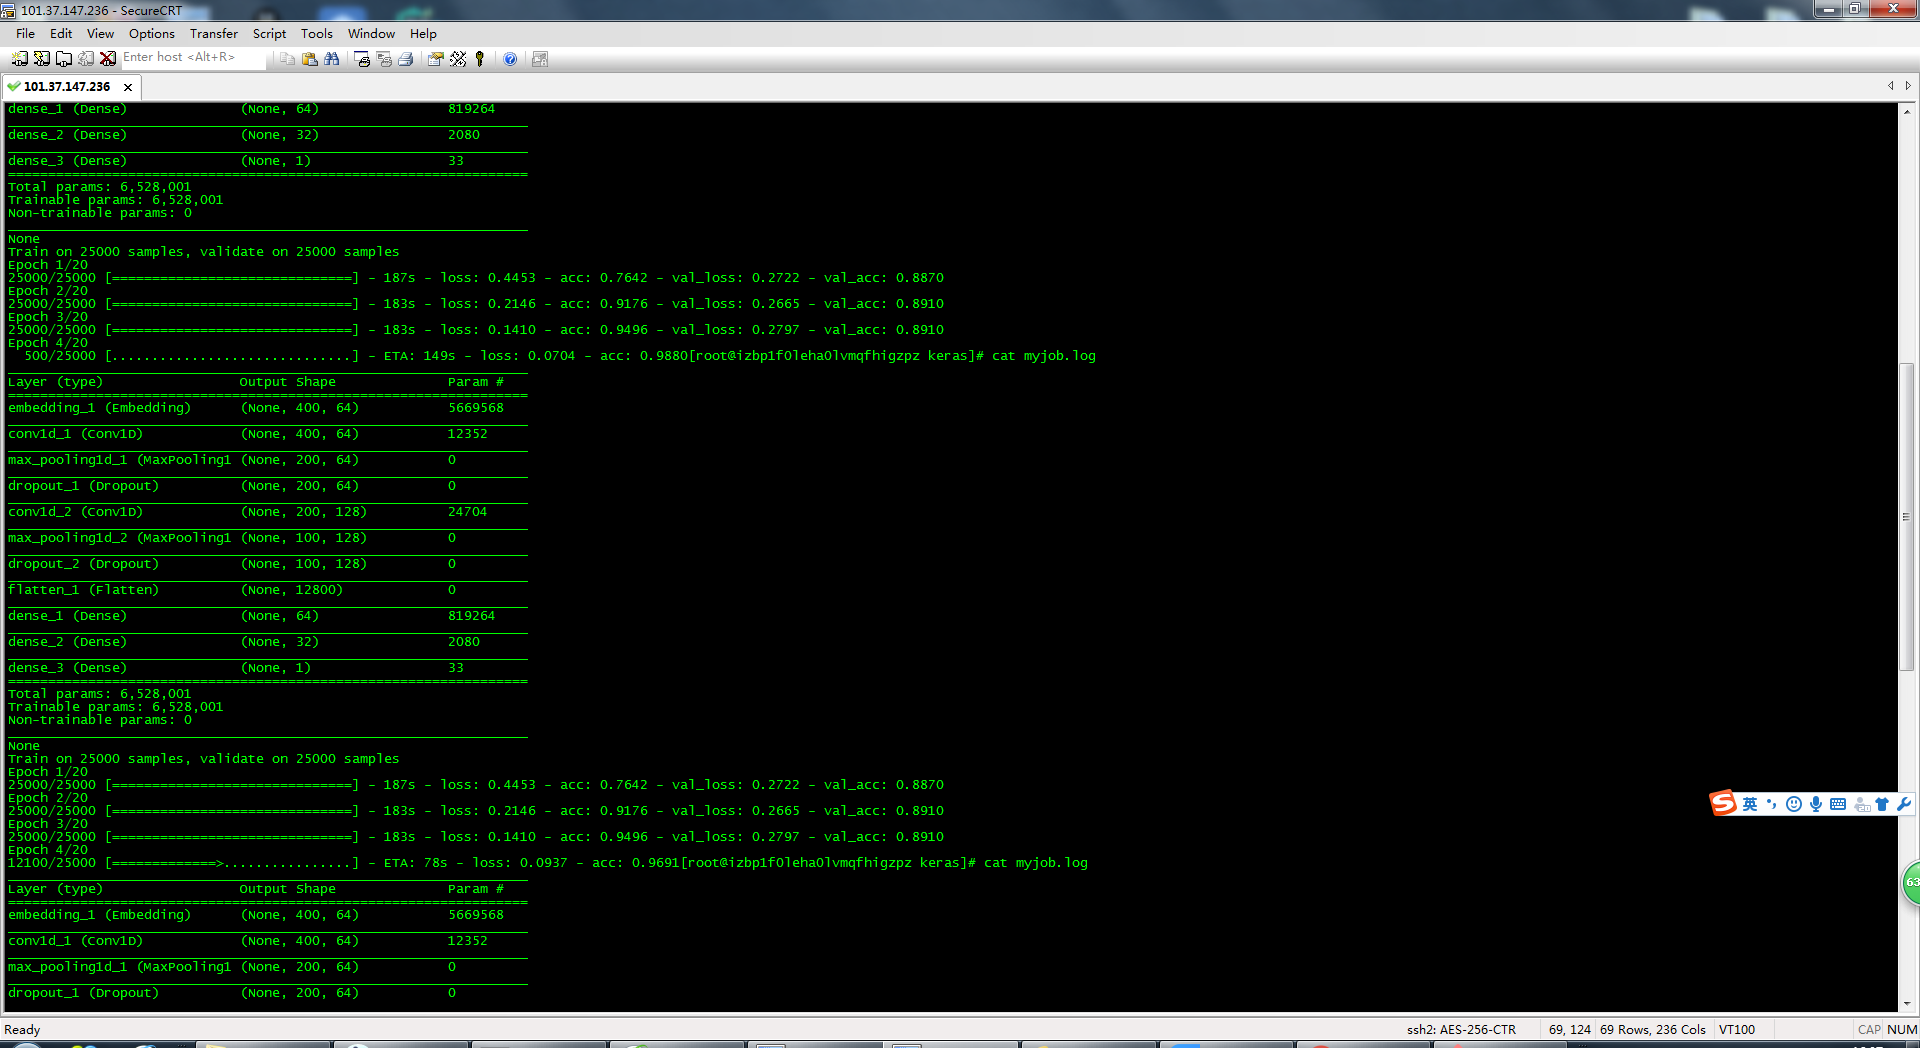 101.37.147.236 - SecureCRT
File Edit View Options Transfer Script Tools Window Help
Enter host <Alt+R>
101.37.147.236
dense_1 (Dense) (None, 64) 819264
dense_2 (Dense) (None, 32) 2080
dense_3 (Dense) (None, 1) 33
=================================================================
Total params: 6,528,001
Trainable params: 6,528,001
Non-trainable params: 0
None
Train on 25000 samples, validate on 25000 samples
Epoch 1/20
25000/25000 [==============================] - 187s - loss: 0.4453 - acc: 0.7642 - val_loss: 0.2722 - val_acc: 0.8870
Epoch 2/20
25000/25000 [==============================] - 183s - loss: 0.2146 - acc: 0.9176 - val_loss: 0.2665 - val_acc: 0.8910
Epoch 3/20
25000/25000 [==============================] - 183s - loss: 0.1410 - acc: 0.9496 - val_loss: 0.2797 - val_acc: 0.8910
Epoch 4/20
500/25000 [..............................] - ETA: 149s - loss: 0.0704 - acc: 0.9880[root@izbp1f0leha0lvmqfhigzpz keras]# cat myjob.log
Layer (type) Output Shape Param #
=================================================================
embedding_1 (Embedding) (None, 400, 64) 5669568
conv1d_1 (Conv1D) (None, 400, 64) 12352
max_pooling1d_1 (MaxPooling1 (None, 200, 64) 0
dropout_1 (Dropout) (None, 200, 64) 0
conv1d_2 (Conv1D) (None, 200, 128) 24704
max_pooling1d_2 (MaxPooling1 (None, 100, 128) 0
dropout_2 (Dropout) (None, 100, 128) 0
flatten_1 (Flatten) (None, 12800) 0
dense_1 (Dense) (None, 64) 819264
dense_2 (Dense) (None, 32) 2080
dense_3 (Dense) (None, 1) 33
=================================================================
Total params: 6,528,001
Trainable params: 6,528,001
Non-trainable params: 0
None
Train on 25000 samples, validate on 25000 samples
Epoch 1/20
25000/25000 [==============================] - 187s - loss: 0.4453 - acc: 0.7642 - val_loss: 0.2722 - val_acc: 0.8870
Epoch 2/20
25000/25000 [==============================] - 183s - loss: 0.2146 - acc: 0.9176 - val_loss: 0.2665 - val_acc: 0.8910
Epoch 3/20
25000/25000 [==============================] - 183s - loss: 0.1410 - acc: 0.9496 - val_loss: 0.2797 - val_acc: 0.8910
Epoch 4/20
12100/25000 [=============>................] - ETA: 78s - loss: 0.0937 - acc: 0.9691[root@izbp1f0leha0lvmqfhigzpz keras]# cat myjob.log
Layer (type) Output Shape Param #
=================================================================
embedding_1 (Embedding) (None, 400, 64) 5669568
conv1d_1 (Conv1D) (None, 400, 64) 12352
max_pooling1d_1 (MaxPooling1 (None, 200, 64) 0
dropout_1 (Dropout) (None, 200, 64) 0
S 英
63
Ready ssh2: AES-256-CTR 69, 124 69 Rows, 236 Cols VT100 CAP NUM